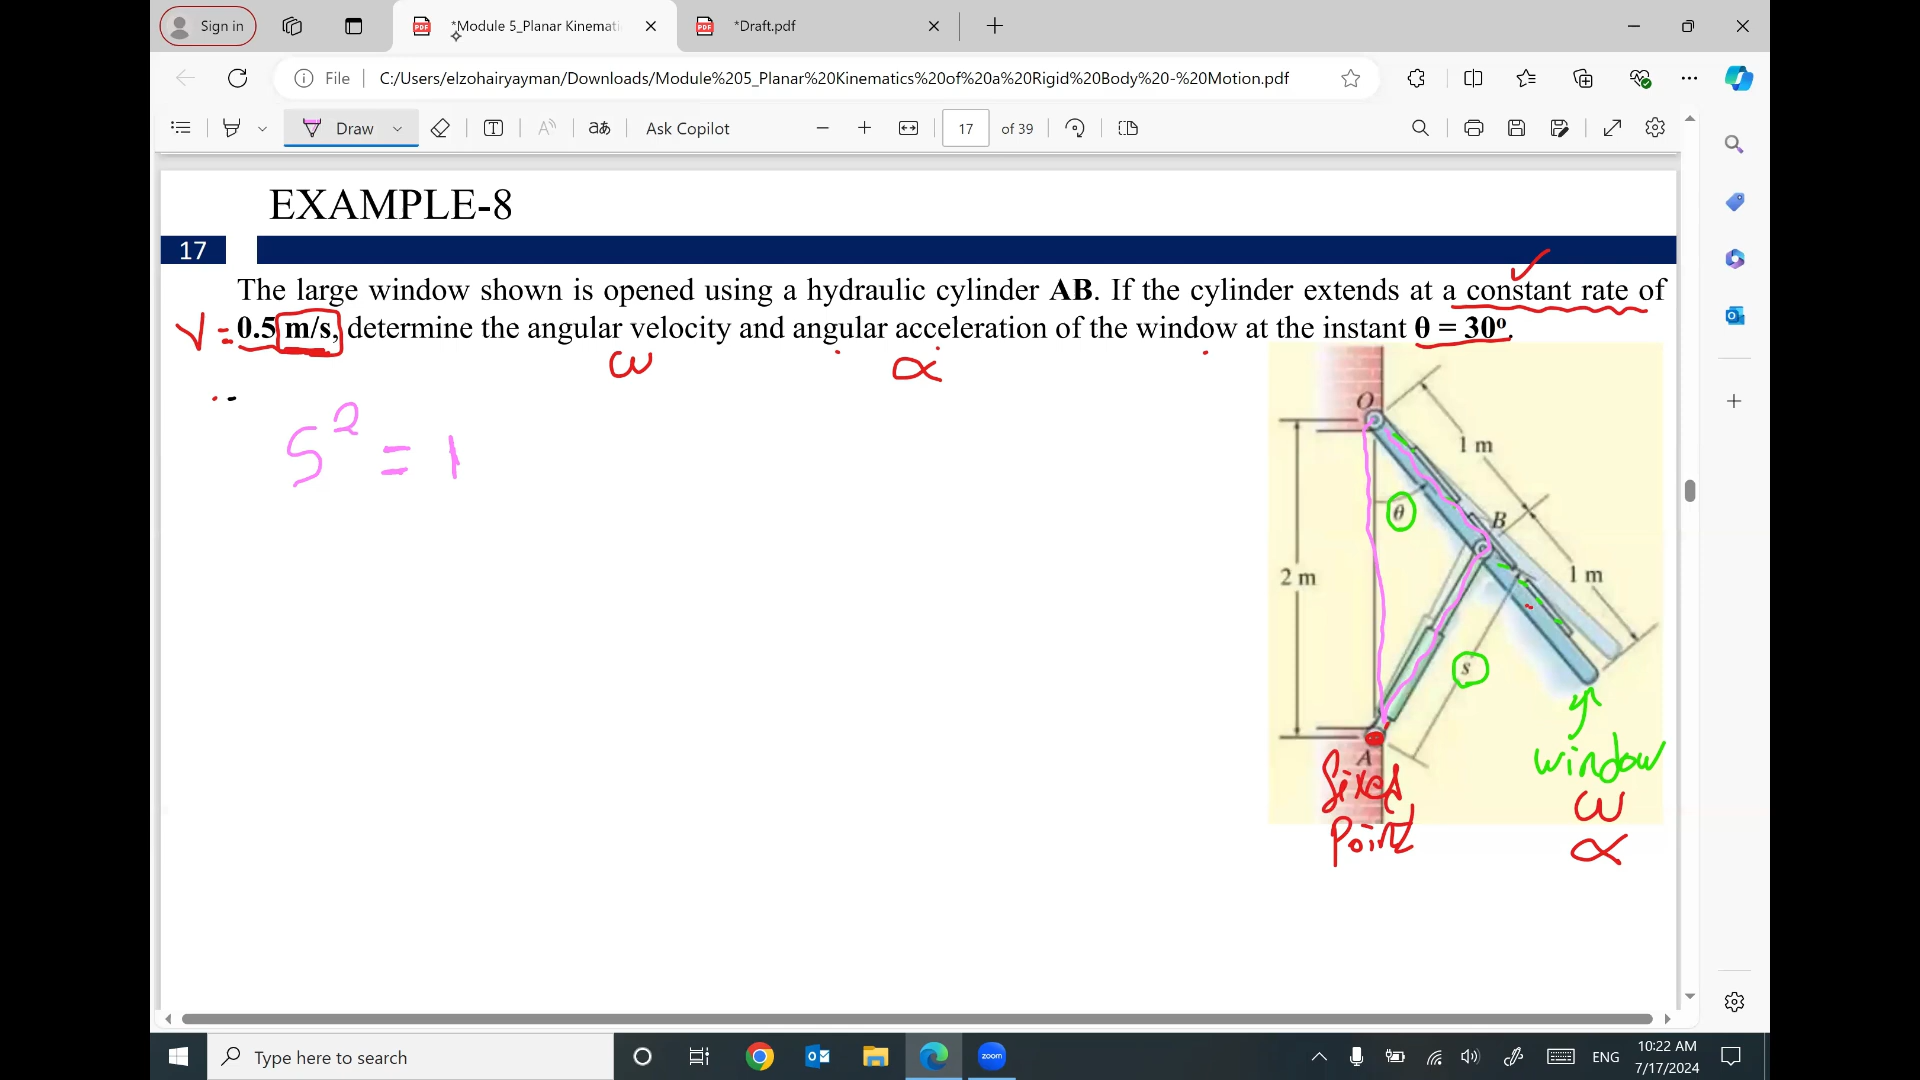 Sign in
*Module 5_Planar Kinemati
*Draft.pdf
File
C:/Users/elzohairyayman/Downloads/Module%205_Planar%20Kinematics%20of%20a%20Rigid%20Body%20-%20Motion.pdf
Draw
Ask Copilot
17
of 39
EXAMPLE-8
17
The large window shown is opened using a hydraulic cylinder AB. If the cylinder extends at a constant rate of
V = 0.5 m/s, determine the angular velocity and angular acceleration of the window at the instant θ = 30º.
ω
α
S² = 1
O
1 m
θ
B
2 m
1 m
s
A
window
fixed
ω
point
α
Type here to search
zoom
ENG
10:22 AM
7/17/2024